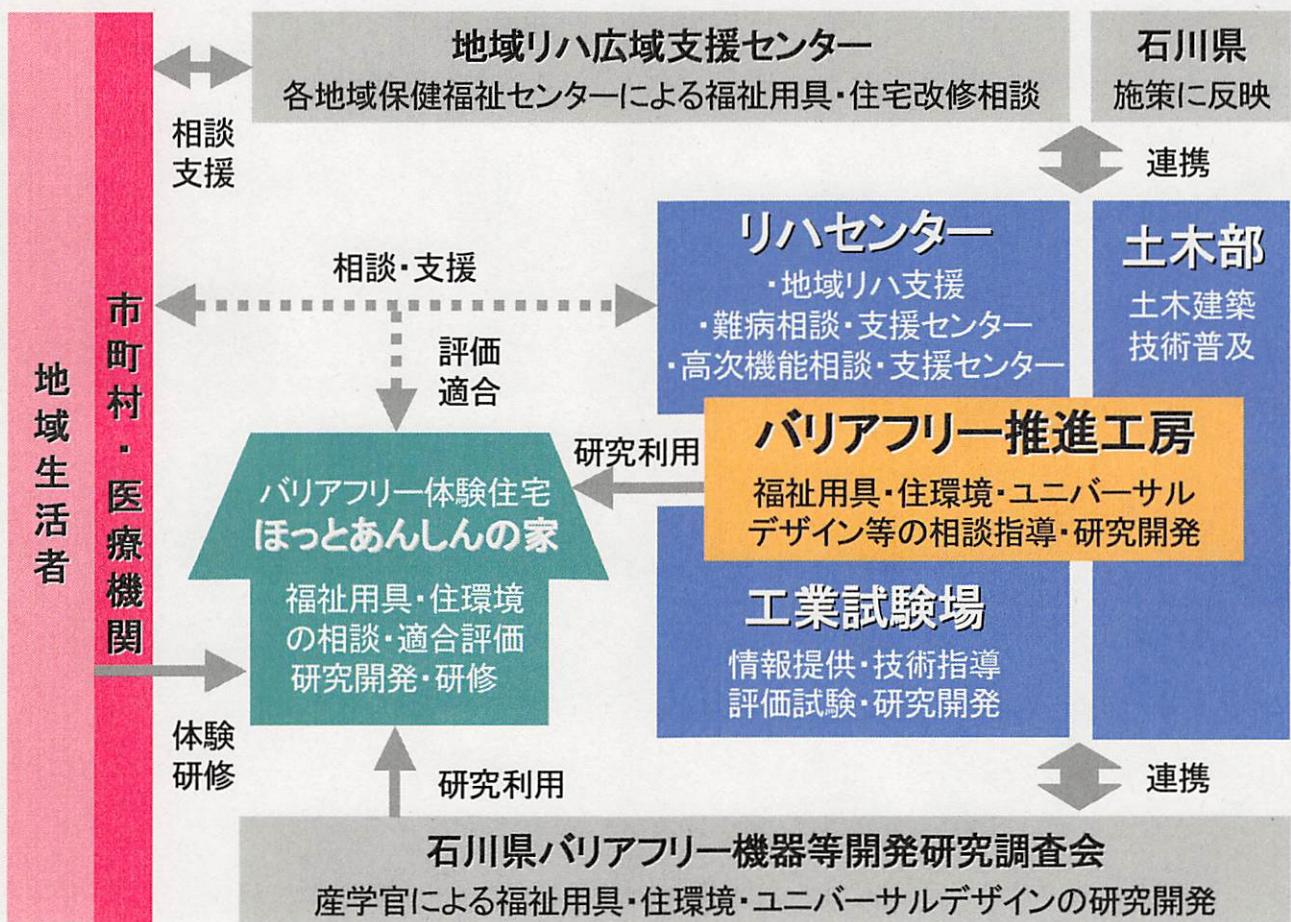 地域リハ広域支援センター
各地域保健福祉センターによる福祉用具・住宅改修相談
石川県
施策に反映
相談
支援
連携
地域生活者
市町村・医療機関
相談・支援
評価
適合
リハセンター
・地域リハ支援
・難病相談・支援センター
・高次機能相談・支援センター
土木部
土木建築
技術普及
バリアフリー推進工房
福祉用具・住環境・ユニバーサル
デザイン等の相談指導・研究開発
研究利用
バリアフリー体験住宅
ほっとあんしんの家
福祉用具・住環境
の相談・適合評価
研究開発・研修
工業試験場
情報提供・技術指導
評価試験・研究開発
体験
研修
研究利用
連携
石川県バリアフリー機器等開発研究調査会
産学官による福祉用具・住環境・ユニバーサルデザインの研究開発